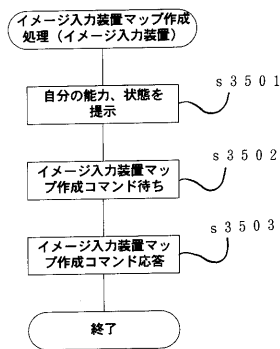 イメージ入力装置マップ作成
処理（イメージ入力装置）
自分の能力、状態を
提示
s3501
イメージ入力装置マッ
プ作成コマンド待ち
s3502
イメージ入力装置マッ
プ作成コマンド応答
s3503
終了